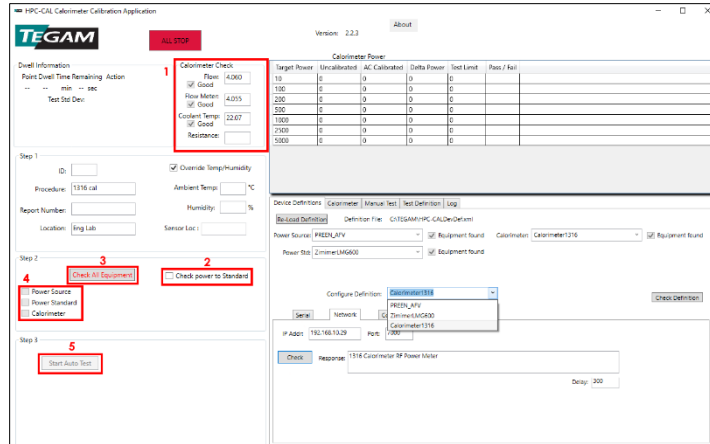 HPC-CAL Calorimeter Calibration Application
TEGAM
ALL STOP
Version: 2.2.3
About
Dwell Information
Point Dwell Time Remaining Action
-- -- min -- sec
Test Std Dev:
1
Calorimeter Check
Flow: 4.060
Good
Flow Meter: 4.055
Good
Coolant Temp: 22.07
Good
Resistance:
Calorimeter Power
Target Power Uncalibrated AC Calibrated Delta Power Test Limit Pass / Fail
10 0 0 0 0
100 0 0 0 0
200 0 0 0 0
500 0 0 0 0
1000 0 0 0 0
2500 0 0 0 0
5000 0 0 0 0
Step 1
ID:
Override Temp/Humidity
Procedure: 1316 cal
Ambient Temp: °C
Report Number:
Humidity: %
Location: Eng Lab
Sensor Loc:
Step 2
3
Check All Equipment
2
Check power to Standard
4
Power Source
Power Standard
Calorimeter
Step 3
5
Start Auto Test
Device Definitions Calorimeter Manual Test Test Definition Log
Re-Load Definition Definition File: C:\TEGAM\HPC-CAL\DevDef.xml
Power Source: PREEN_AFV Equipment found Calorimeter: Calorimeter1316 Equipment found
Power Std: ZimmerLMG600 Equipment found
Configure Definition: Calorimeter1316 Check Definition
PREEN_AFV
ZimmerLMG600
Calorimeter1316
Serial Network
IP Addr: 192.168.10.29 Port: 7000
Check Response: 1316 Calorimeter RF Power Meter
Delay: 300